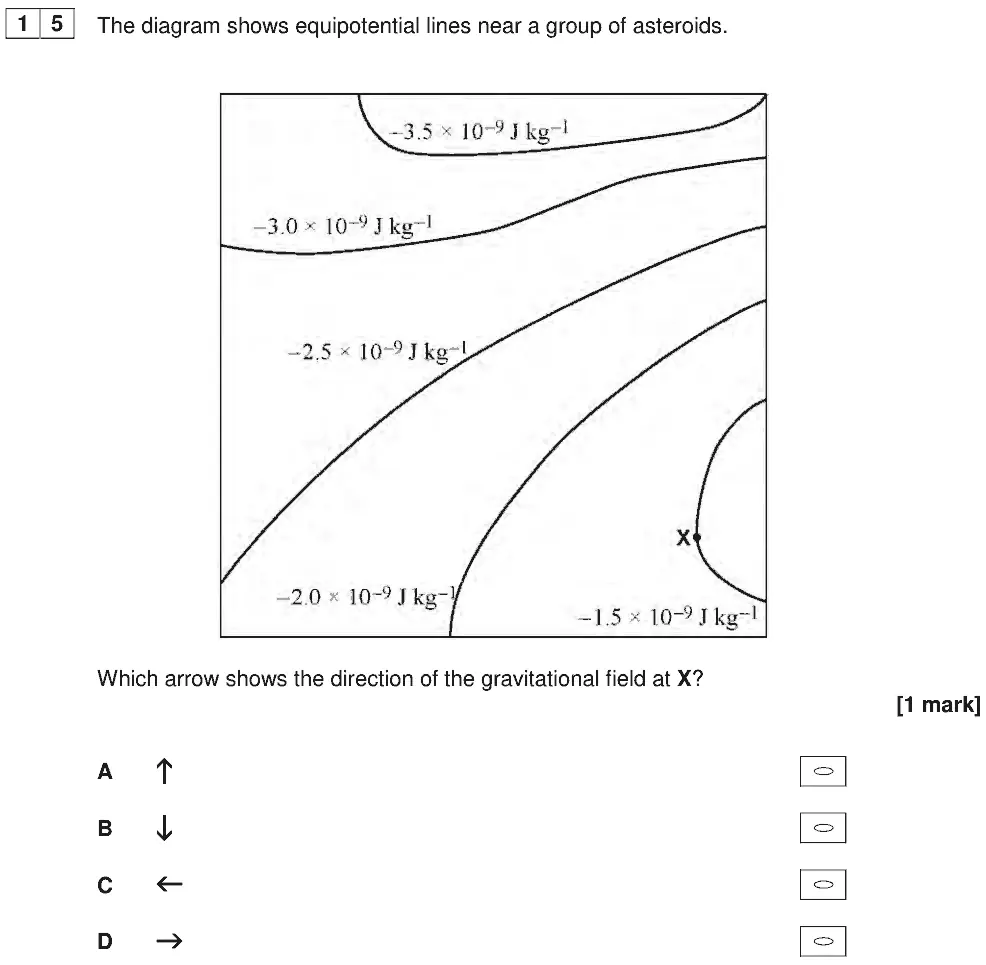 1 5 The diagram shows equipotential lines near a group of asteroids.
−3.5 × 10⁻⁹ J kg⁻¹
−3.0 × 10⁻⁹ J kg⁻¹
−2.5 × 10⁻⁹ J kg⁻¹
X
−2.0 × 10⁻⁹ J kg⁻¹
−1.5 × 10⁻⁹ J kg⁻¹
Which arrow shows the direction of the gravitational field at X?
[1 mark]
A ↑
B ↓
C ←
D →